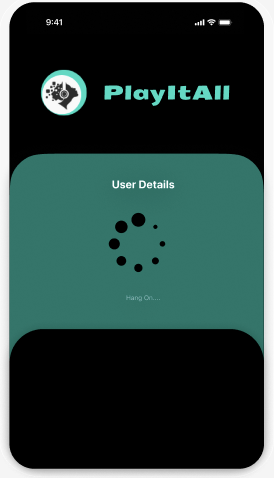 9:41
PlayItAll
User Details
Hang On....